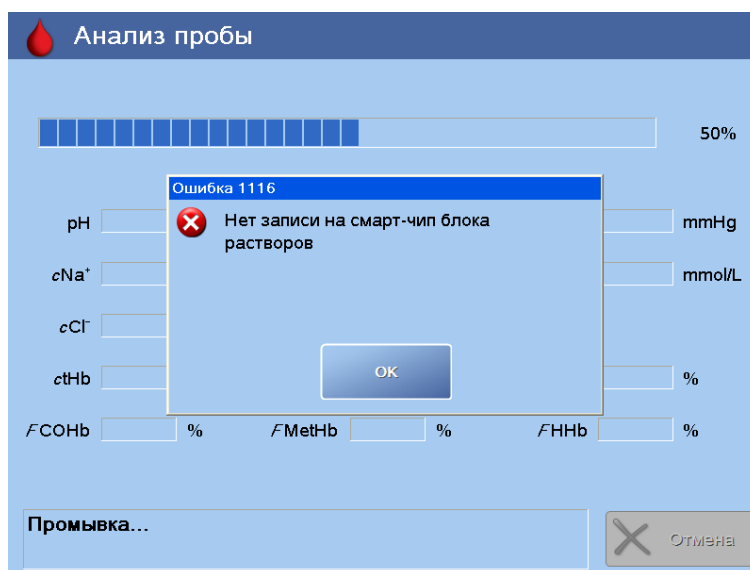 Анализ пробы
50%
Ошибка 1116
Нет записи на смарт-чип блока
растворов
OK
pH mmHg
cNa⁺ mmol/L
cCl⁻
ctHb %
FCOHb % FMetHb % FHHb %
Промывка...
Отмена